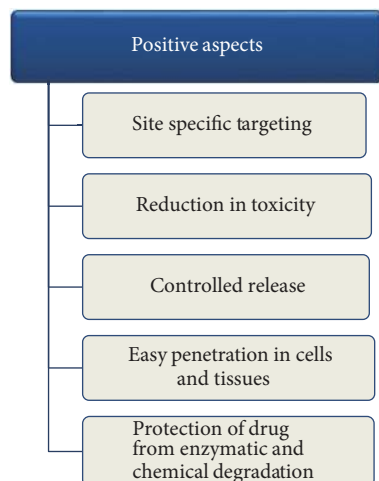 Positive aspects
Site specific targeting
Reduction in toxicity
Controlled release
Easy penetration in cells
and tissues
Protection of drug
from enzymatic and
chemical degradation